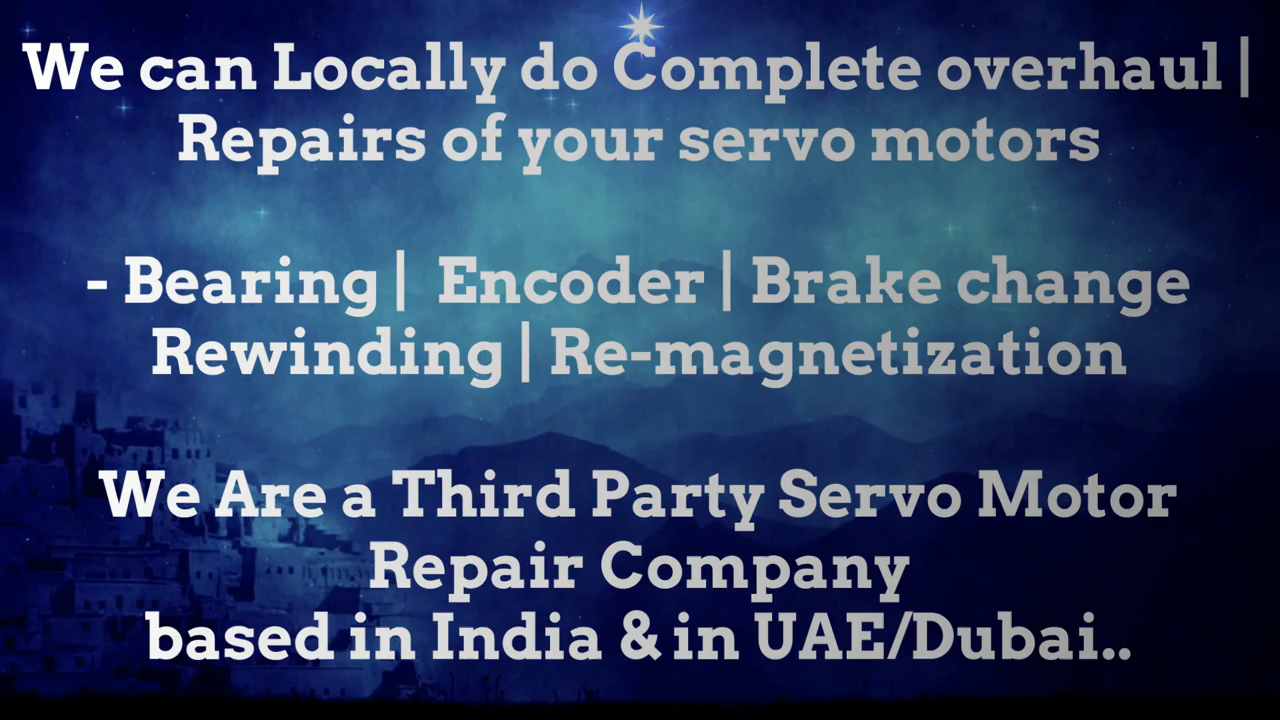 We can Locally do Complete overhaul |
Repairs of your servo motors
- Bearing | Encoder | Brake change
Rewinding | Re-magnetization
We Are a Third Party Servo Motor
Repair Company
based in India & in UAE/Dubai..